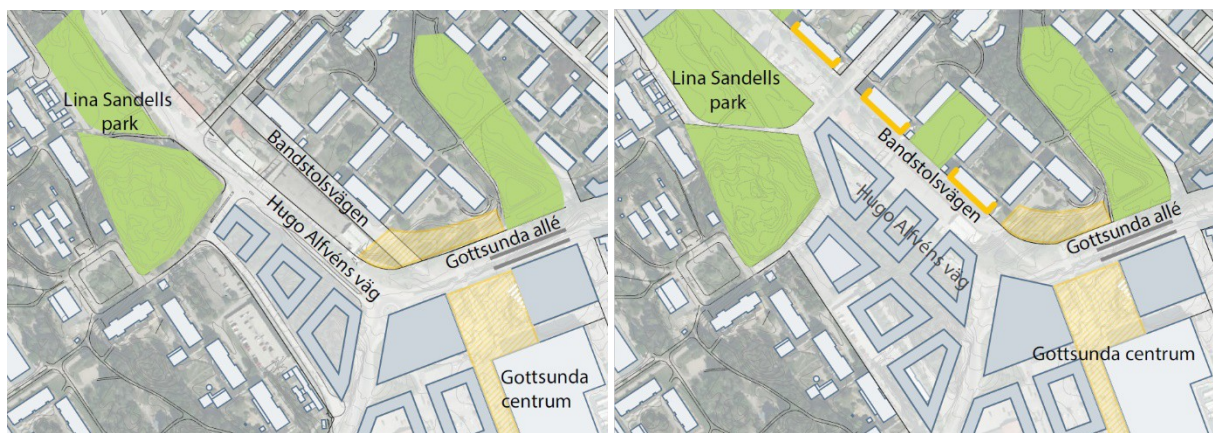 Lina Sandells
park
Bandstolsvägen
Hugo Alfvéns väg
Gottsunda allé
Gottsunda
centrum
Lina Sandells
park
Bandstolsvägen
Hugo Alfvéns väg
Gottsunda allé
Gottsunda centrum